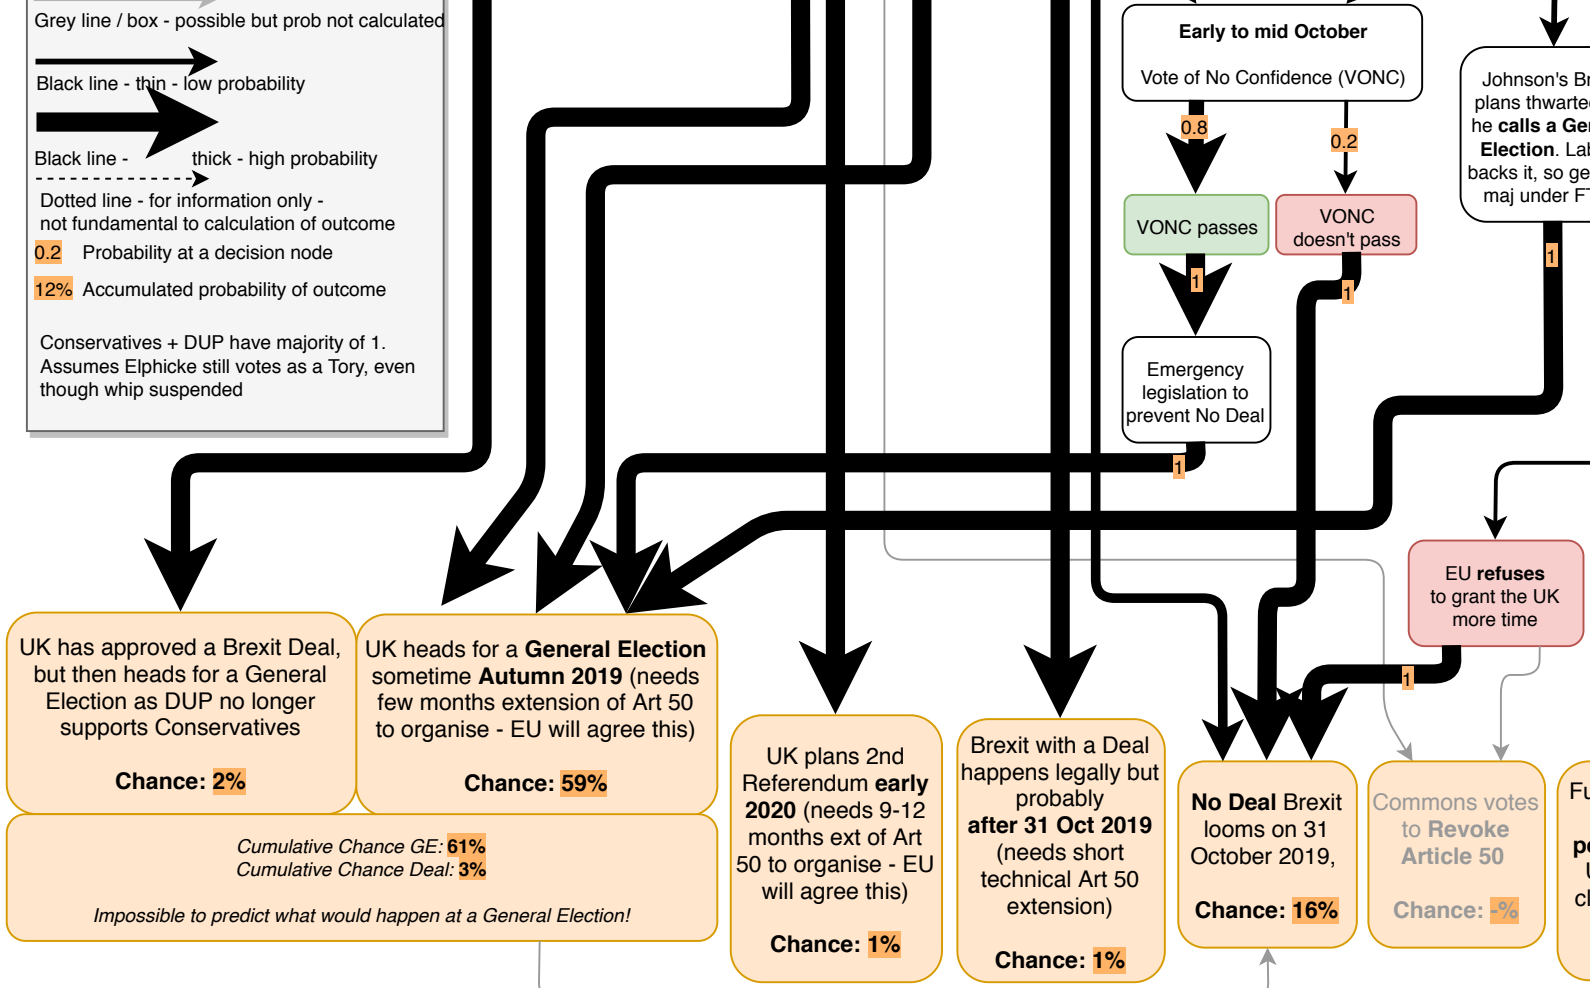 Grey line / box - possible but prob not calculated
Black line - thin - low probability
Black line - thick - high probability
Dotted line - for information only -
not fundamental to calculation of outcome
0.2 Probability at a decision node
12% Accumulated probability of outcome
Conservatives + DUP have majority of 1.
Assumes Elphicke still votes as a Tory, even
though whip suspended
Early to mid October
Vote of No Confidence (VONC)
0.8
0.2
VONC passes
VONC
doesn't pass
1
1
Emergency
legislation to
prevent No Deal
1
Johnson's
plans
he calls a
Election.
backs it, so
maj under
1
EU refuses
to grant the UK
more time
1
UK has approved a Brexit Deal,
but then heads for a General
Election as DUP no longer
supports Conservatives
Chance: 2%
UK heads for a General Election
sometime Autumn 2019 (needs
few months extension of Art 50
to organise - EU will agree this)
Chance: 59%
Cumulative Chance GE: 61%
Cumulative Chance Deal: 3%
Impossible to predict what would happen at a General Election!
UK plans 2nd
Referendum early
2020 (needs 9-12
months ext of Art
50 to organise - EU
will agree this)
Chance: 1%
Brexit with a Deal
happens legally but
probably
after 31 Oct 2019
(needs short
technical Art 50
extension)
Chance: 1%
No Deal Brexit
looms on 31
October 2019,
Chance: 16%
Commons votes
to Revoke
Article 50
Chance: -%